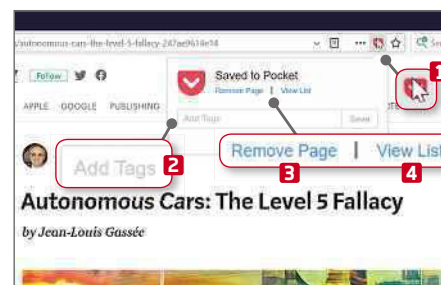 /autonomous-cars-the-level-5-fallacy-247ae9614e14
Follow
Saved to Pocket
Remove Page | View List
1
APPLE GOOGLE PUBLISHING
Add Tags Save
Add Tags 2
Remove Page | View List
3 4
Autonomous Cars: The Level 5 Fallacy
by Jean-Louis Gassée